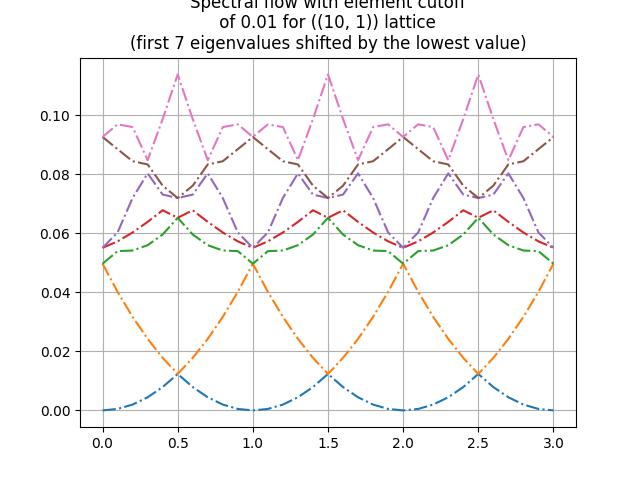 Spectral flow with element cutoff
of 0.01 for ((10, 1)) lattice
(first 7 eigenvalues shifted by the lowest value)
0.10
0.08
0.06
0.04
0.02
0.00
0.0 0.5 1.0 1.5 2.0 2.5 3.0